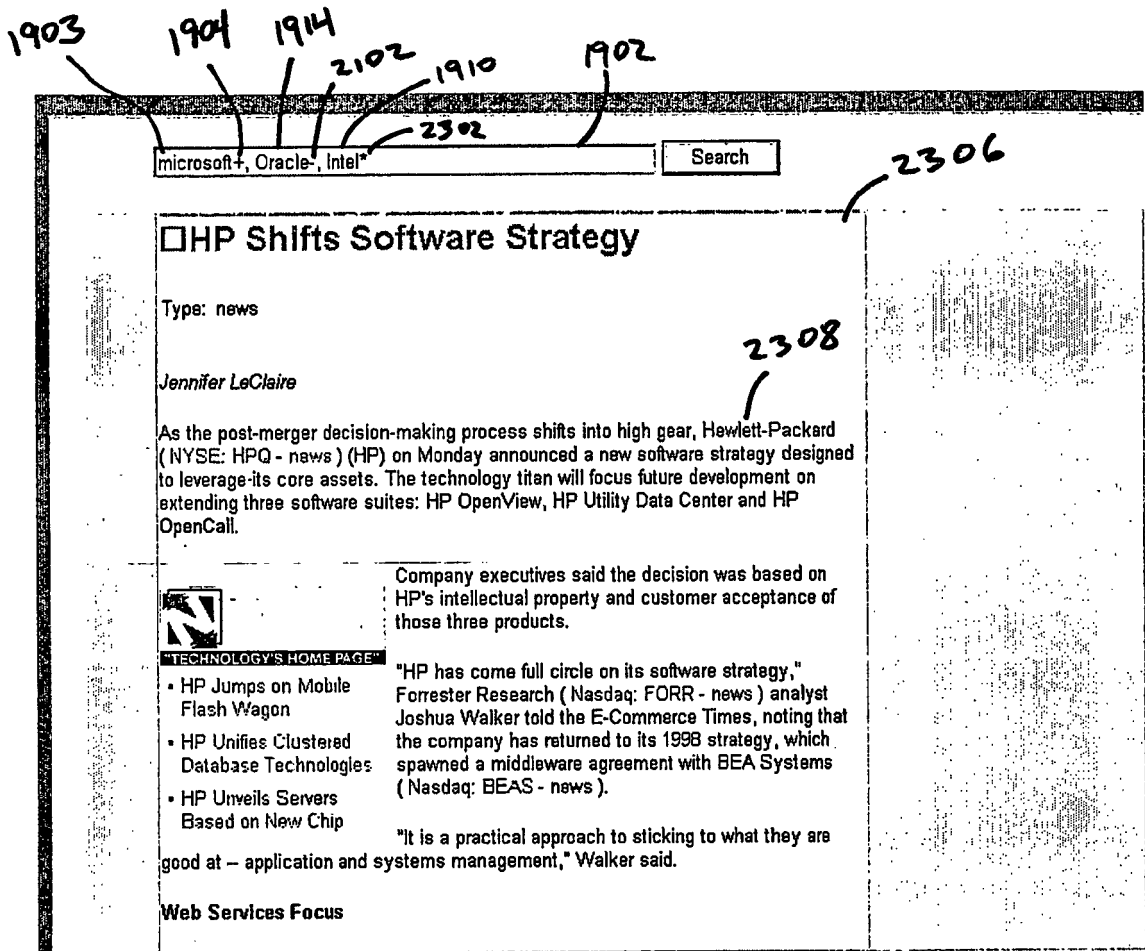 1903 1904 1914 2102 1910 1902
2302
microsoft+, Oracle-, Intel* Search
2306
□HP Shifts Software Strategy
Type: news
2308
Jennifer LeClaire
As the post-merger decision-making process shifts into high gear, Hewlett-Packard
( NYSE: HPQ - news ) (HP) on Monday announced a new software strategy designed
to leverage-its core assets. The technology titan will focus future development on
extending three software suites: HP OpenView, HP Utility Data Center and HP
OpenCall.
Company executives said the decision was based on
HP's intellectual property and customer acceptance of
those three products.
N
"TECHNOLOGY'S HOME PAGE"
• HP Jumps on Mobile
Flash Wagon
• HP Unifies Clustered
Database Technologies
• HP Unveils Servers
Based on New Chip
"HP has come full circle on its software strategy,"
Forrester Research ( Nasdaq: FORR - news ) analyst
Joshua Walker told the E-Commerce Times, noting that
the company has returned to its 1998 strategy, which
spawned a middleware agreement with BEA Systems
( Nasdaq: BEAS - news ).
"It is a practical approach to sticking to what they are
good at – application and systems management," Walker said.
Web Services Focus